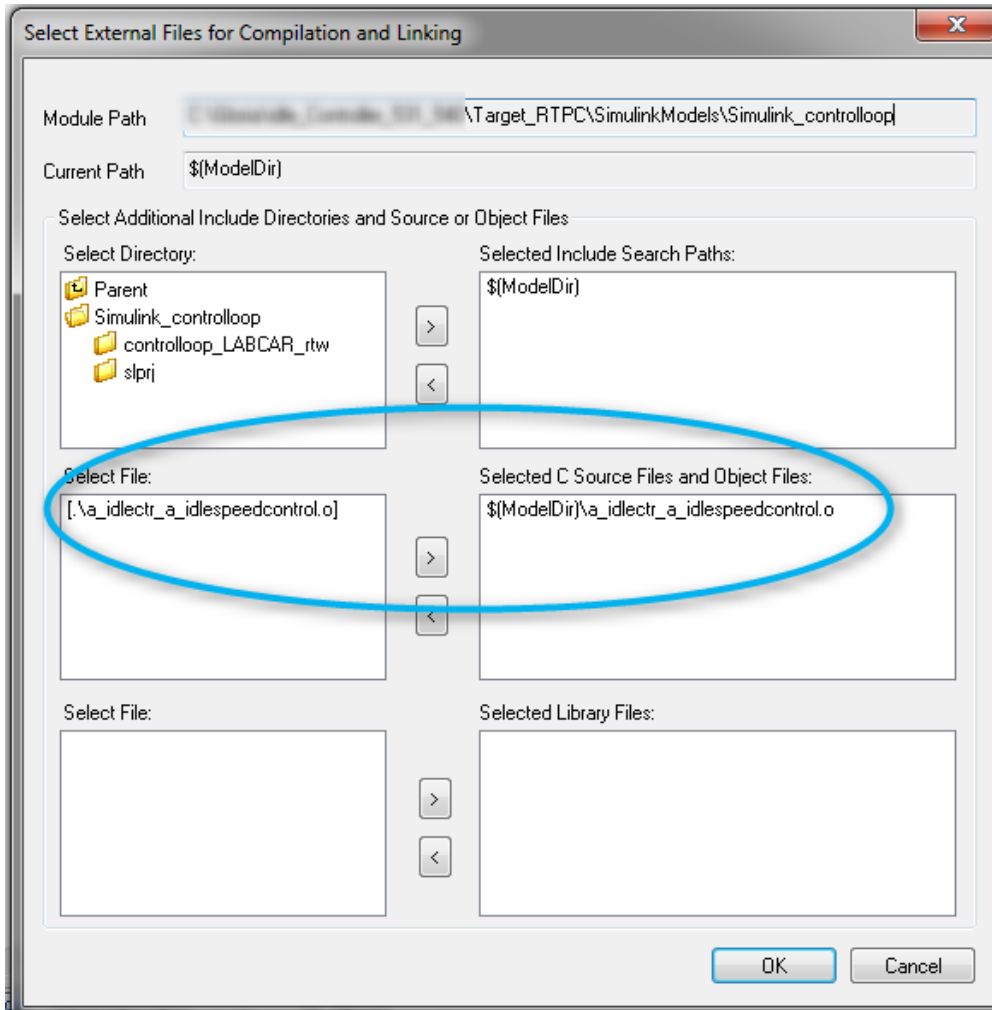 Select External Files for Compilation and Linking
Module Path
\Target_RTPC\SimulinkModels\Simulink_controlloop
Current Path
$(ModelDir)
Select Additional Include Directories and Source or Object Files
Select Directory:
Selected Include Search Paths:
Parent
$(ModelDir)
Simulink_controlloop
controlloop_LABCAR_rtw
slprj
>
<
Select File:
Selected C Source Files and Object Files:
[.\a_idlectr_a_idlespeedcontrol.o]
$(ModelDir)\a_idlectr_a_idlespeedcontrol.o
>
<
Select File:
Selected Library Files:
>
<
OK
Cancel